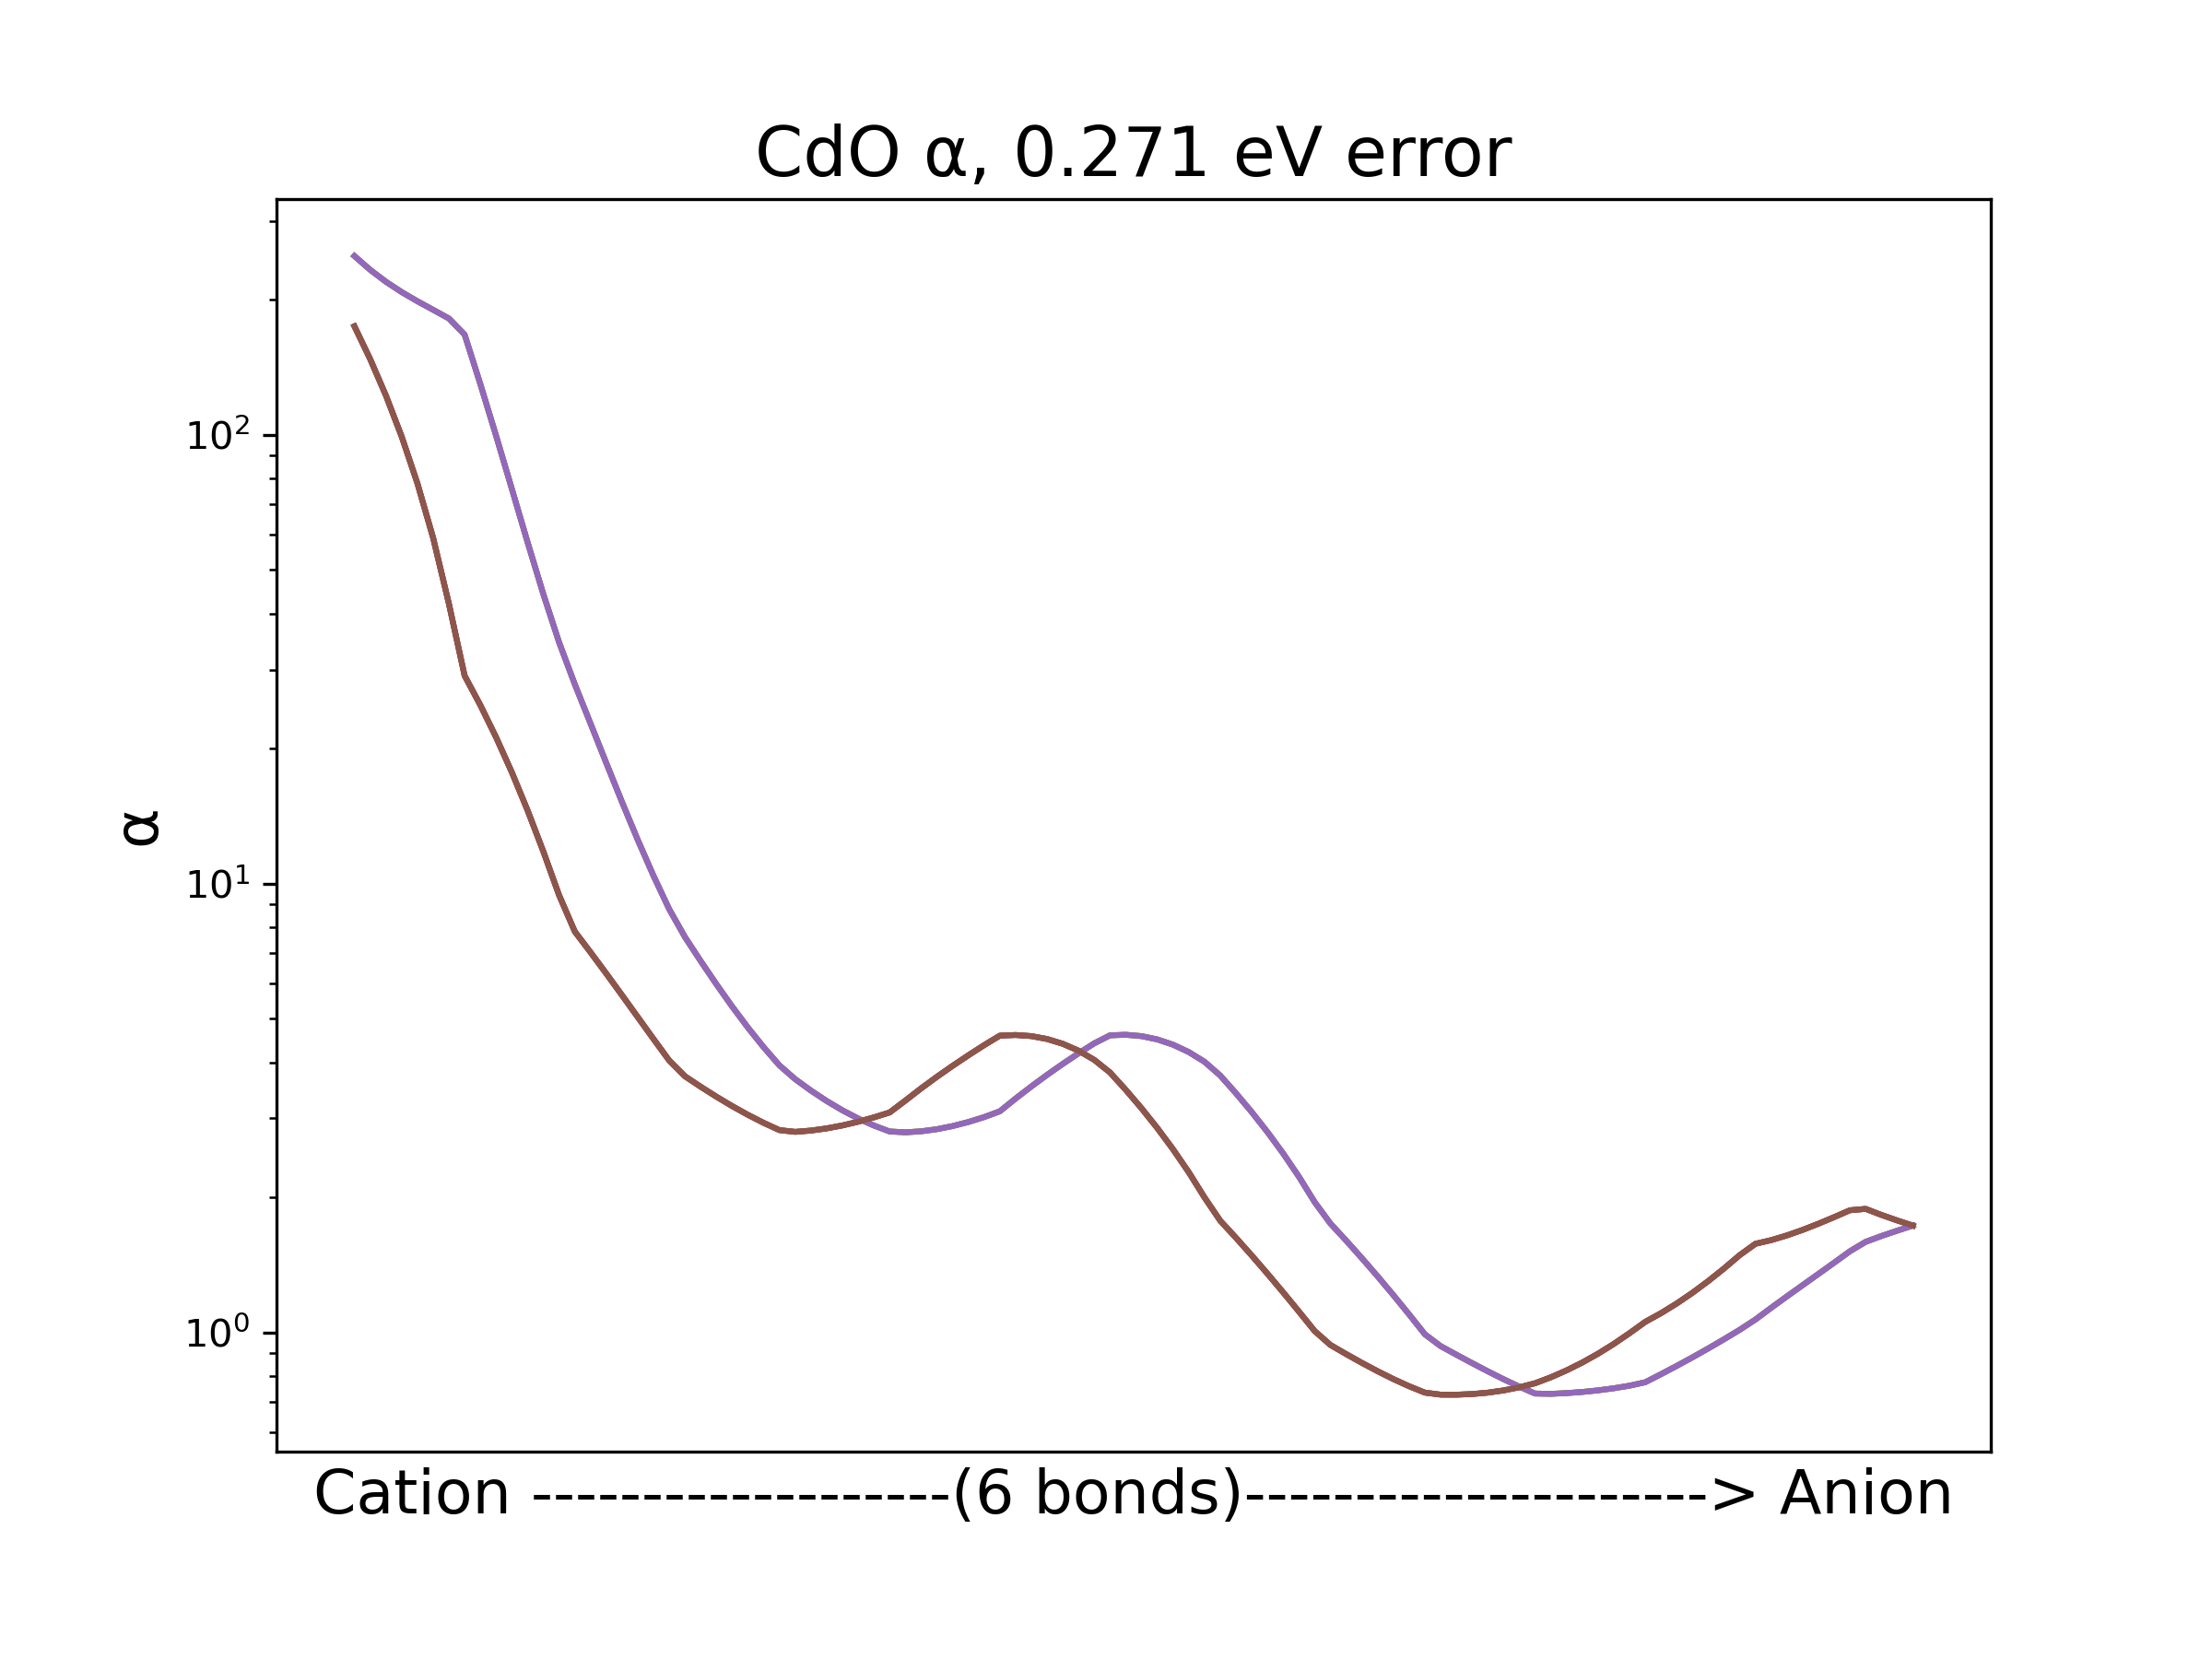 CdO α, 0.271 eV error
10²
10¹
10⁰
α
Cation -------------------(6 bonds)---------------------> Anion